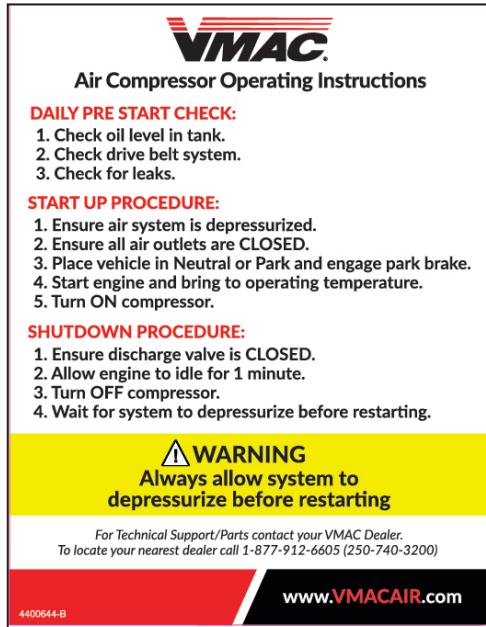 VMAC
Air Compressor Operating Instructions
DAILY PRE START CHECK:
1. Check oil level in tank.
2. Check drive belt system.
3. Check for leaks.
START UP PROCEDURE:
1. Ensure air system is depressurized.
2. Ensure all air outlets are CLOSED.
3. Place vehicle in Neutral or Park and engage park brake.
4. Start engine and bring to operating temperature.
5. Turn ON compressor.
SHUTDOWN PROCEDURE:
1. Ensure discharge valve is CLOSED.
2. Allow engine to idle for 1 minute.
3. Turn OFF compressor.
4. Wait for system to depressurize before restarting.
WARNING
Always allow system to
depressurize before restarting
For Technical Support/Parts contact your VMAC Dealer.
To locate your nearest dealer call 1-877-912-6605 (250-740-3200)
www.VMACAIR.com
4400644-B